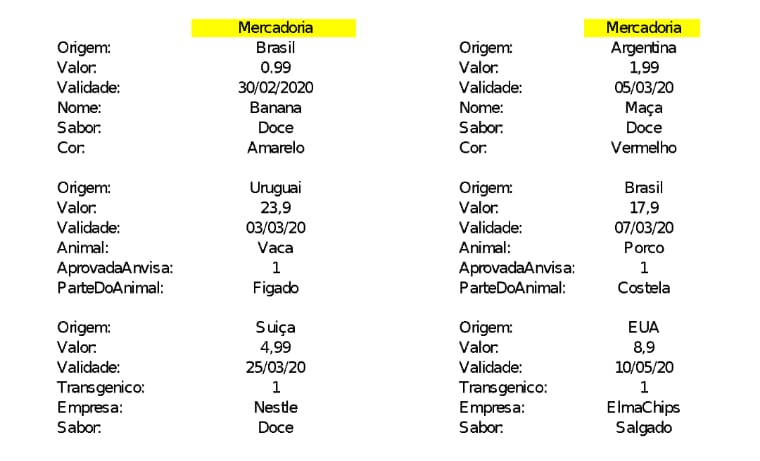 Mercadoria Mercadoria
Origem: Brasil Origem: Argentina
Valor: 0.99 Valor: 1,99
Validade: 30/02/2020 Validade: 05/03/20
Nome: Banana Nome: Maça
Sabor: Doce Sabor: Doce
Cor: Amarelo Cor: Vermelho
Origem: Uruguai Origem: Brasil
Valor: 23,9 Valor: 17,9
Validade: 03/03/20 Validade: 07/03/20
Animal: Vaca Animal: Porco
AprovadaAnvisa: 1 AprovadaAnvisa: 1
ParteDoAnimal: Figado ParteDoAnimal: Costela
Origem: Suiça Origem: EUA
Valor: 4,99 Valor: 8,9
Validade: 25/03/20 Validade: 10/05/20
Transgenico: 1 Transgenico: 1
Empresa: Nestle Empresa: ElmaChips
Sabor: Doce Sabor: Salgado